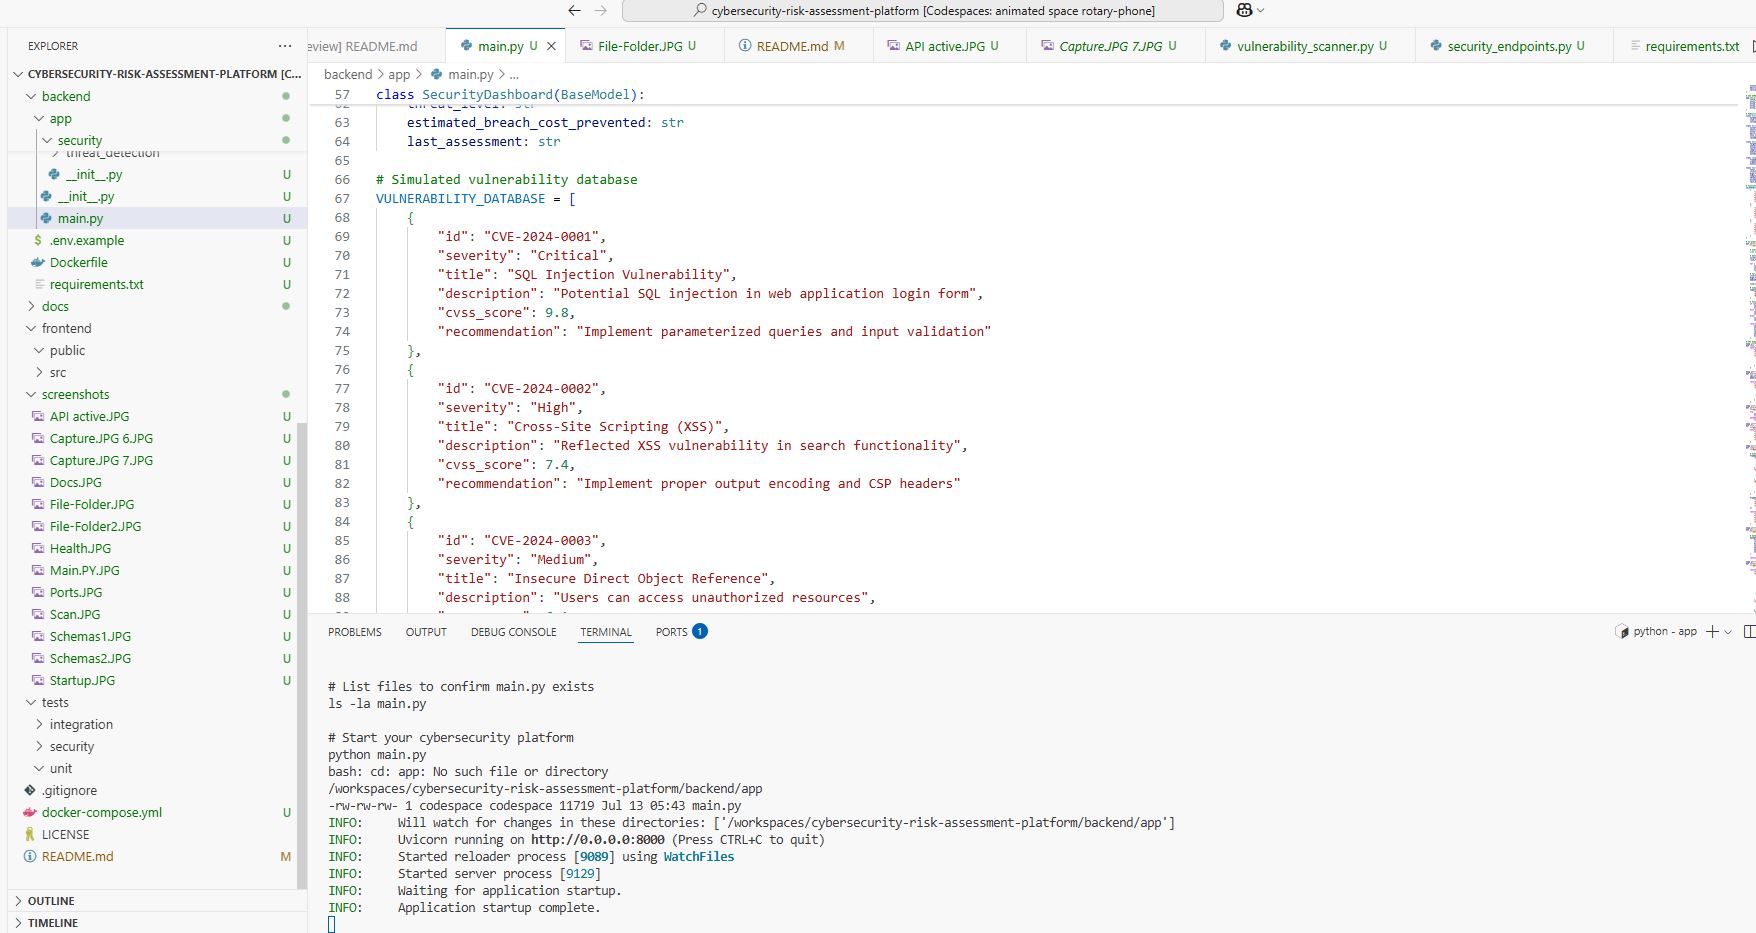 cybersecurity-risk-assessment-platform [Codespaces: animated space rotary-phone]
EXPLORER
eview] README.md
main.py U
File-Folder.JPG U
README.md M
API active.JPG U
Capture.JPG 7.JPG U
vulnerability_scanner.py U
security_endpoints.py U
requirements.txt
CYBERSECURITY-RISK-ASSESSMENT-PLATFORM [C...
backend
app
security
threat_detection
__init__.py U
__init__.py U
main.py U
.env.example U
Dockerfile U
requirements.txt U
docs
frontend
public
src
screenshots
API active.JPG U
Capture.JPG 6.JPG U
Capture.JPG 7.JPG U
Docs.JPG U
File-Folder.JPG U
File-Folder2.JPG U
Health.JPG U
Main.PY.JPG U
Ports.JPG U
Scan.JPG U
Schemas1.JPG U
Schemas2.JPG U
Startup.JPG U
tests
integration
security
unit
.gitignore
docker-compose.yml U
LICENSE
README.md M
OUTLINE
TIMELINE
backend > app > main.py > ...
57 class SecurityDashboard(BaseModel):
62 threat_level: str
63 estimated_breach_cost_prevented: str
64 last_assessment: str
65
66 # Simulated vulnerability database
67 VULNERABILITY_DATABASE = [
68 {
69 "id": "CVE-2024-0001",
70 "severity": "Critical",
71 "title": "SQL Injection Vulnerability",
72 "description": "Potential SQL injection in web application login form",
73 "cvss_score": 9.8,
74 "recommendation": "Implement parameterized queries and input validation"
75 },
76 {
77 "id": "CVE-2024-0002",
78 "severity": "High",
79 "title": "Cross-Site Scripting (XSS)",
80 "description": "Reflected XSS vulnerability in search functionality",
81 "cvss_score": 7.4,
82 "recommendation": "Implement proper output encoding and CSP headers"
83 },
84 {
85 "id": "CVE-2024-0003",
86 "severity": "Medium",
87 "title": "Insecure Direct Object Reference",
88 "description": "Users can access unauthorized resources",
PROBLEMS OUTPUT DEBUG CONSOLE TERMINAL PORTS 1
python - app
# List files to confirm main.py exists
ls -la main.py
# Start your cybersecurity platform
python main.py
bash: cd: app: No such file or directory
/workspaces/cybersecurity-risk-assessment-platform/backend/app
-rw-rw-rw- 1 codespace codespace 11719 Jul 13 05:43 main.py
INFO: Will watch for changes in these directories: ['/workspaces/cybersecurity-risk-assessment-platform/backend/app']
INFO: Uvicorn running on http://0.0.0.0:8000 (Press CTRL+C to quit)
INFO: Started reloader process [9089] using WatchFiles
INFO: Started server process [9129]
INFO: Waiting for application startup.
INFO: Application startup complete.